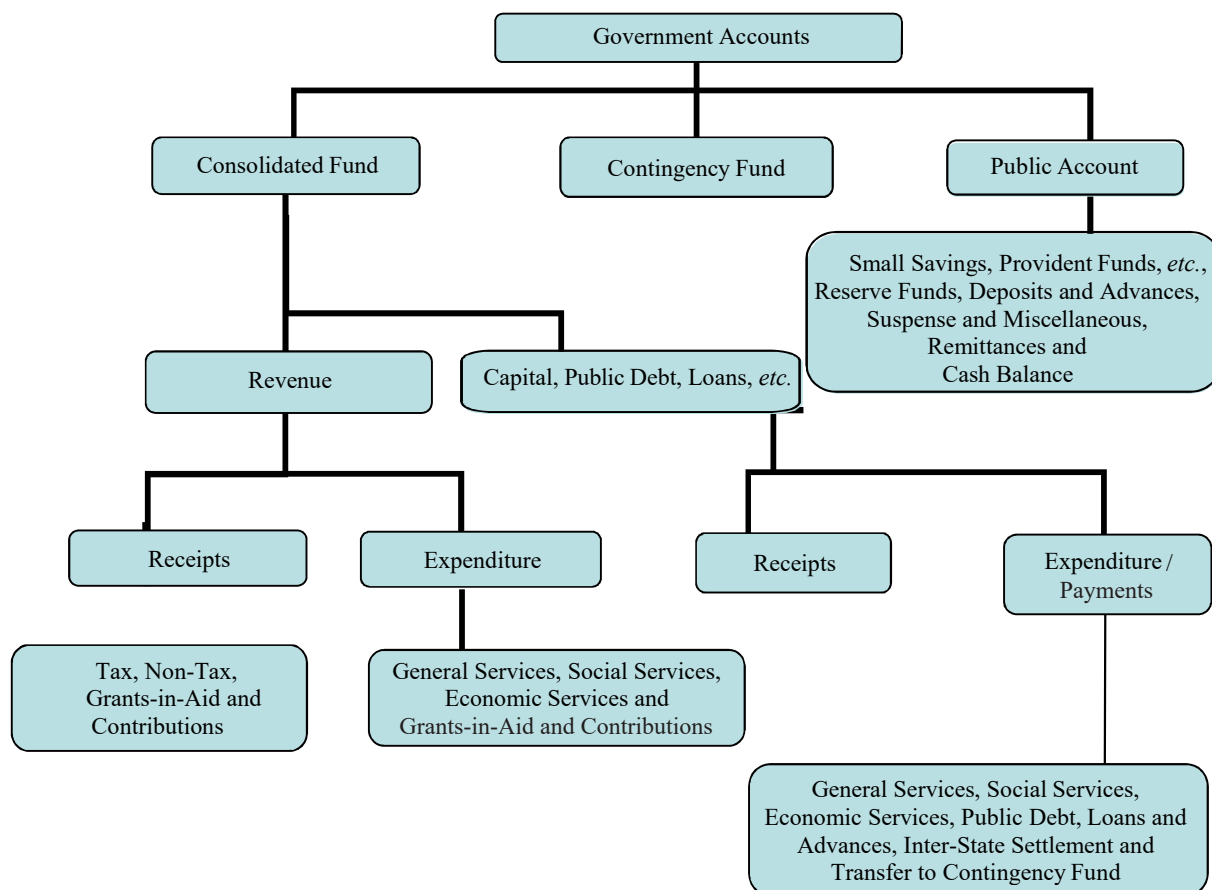 Government Accounts
Consolidated Fund
Contingency Fund
Public Account
Small Savings, Provident Funds, etc.,
Reserve Funds, Deposits and Advances,
Suspense and Miscellaneous,
Remittances and
Cash Balance
Revenue
Capital, Public Debt, Loans, etc.
Receipts
Expenditure
Receipts
Expenditure /
Payments
Tax, Non-Tax,
Grants-in-Aid and
Contributions
General Services, Social Services,
Economic Services and
Grants-in-Aid and Contributions
General Services, Social Services,
Economic Services, Public Debt, Loans and
Advances, Inter-State Settlement and
Transfer to Contingency Fund